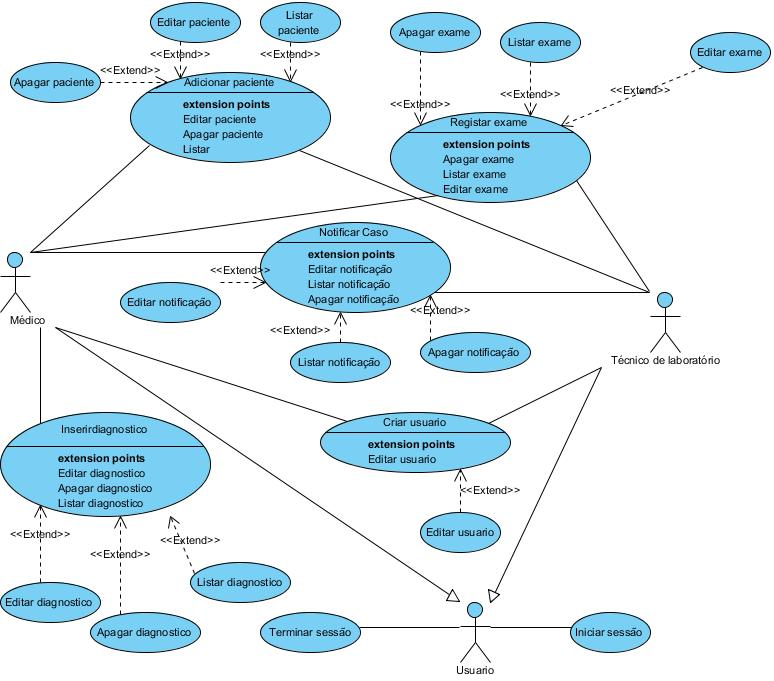 Editar paciente
Listar
paciente
Apagar exame
Listar exame
Editar exame
<<Extend>>
<<Extend>>
Apagar paciente
<<Extend>>
Adicionar paciente
extension points
Editar paciente
Apagar paciente
Listar
<<Extend>>
<<Extend>>
<<Extend>>
Registar exame
extension points
Apagar exame
Listar exame
Editar exame
Notificar Caso
extension points
Editar notificação
Listar notificação
Apagar notificação
<<Extend>>
Editar notificação
<<Extend>>
<<Extend>>
Listar notificação
Apagar notificação
Médico
Técnico de laboratório
Inserirdiagnostico
extension points
Editar diagnostico
Apagar diagnostico
Listar diagnostico
Criar usuario
extension points
Editar usuario
<<Extend>>
Editar usuario
<<Extend>>
<<Extend>>
<<Extend>>
Listar diagnostico
Editar diagnostico
Apagar diagnostico
Terminar sessão
Iniciar sessão
Usuario